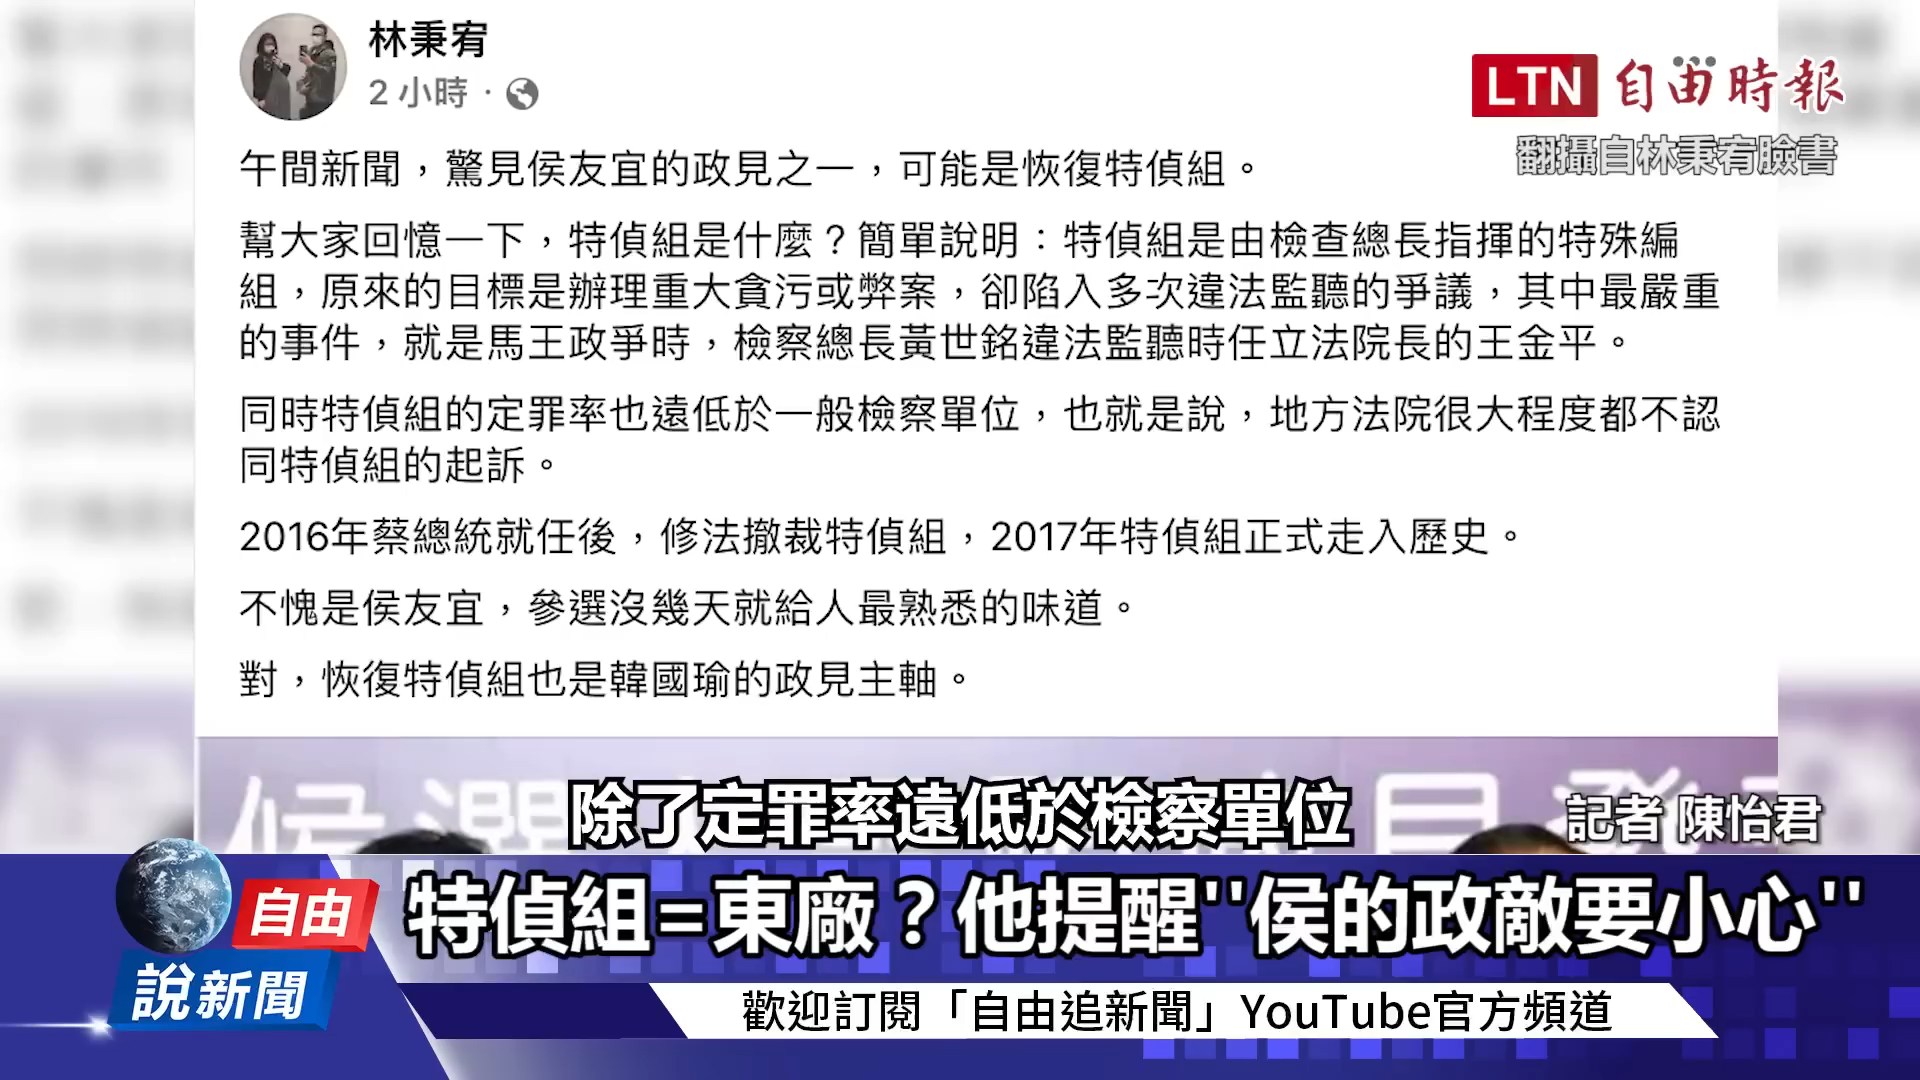 林秉宥
2 小時 ·
LTN 自由時報
翻攝自林秉宥臉書
午間新聞，驚見侯友宜的政見之一，可能是恢復特偵組。
幫大家回憶一下，特偵組是什麼？簡單說明：特偵組是由檢查總長指揮的特殊編
組，原來的目標是辦理重大貪污或弊案，卻陷入多次違法監聽的爭議，其中最嚴重
的事件，就是馬王政爭時，檢察總長黃世銘違法監聽時任立法院長的王金平。
同時特偵組的定罪率也遠低於一般檢察單位，也就是說，地方法院很大程度都不認
同特偵組的起訴。
2016年蔡總統就任後，修法撤裁特偵組，2017年特偵組正式走入歷史。
不愧是侯友宜，參選沒幾天就給人最熟悉的味道。
對，恢復特偵組也是韓國瑜的政見主軸。
除了定罪率遠低於檢察單位
記者 陳怡君
自由
說新聞
特偵組=東廠？他提醒"侯的政敵要小心"
歡迎訂閱「自由追新聞」YouTube官方頻道